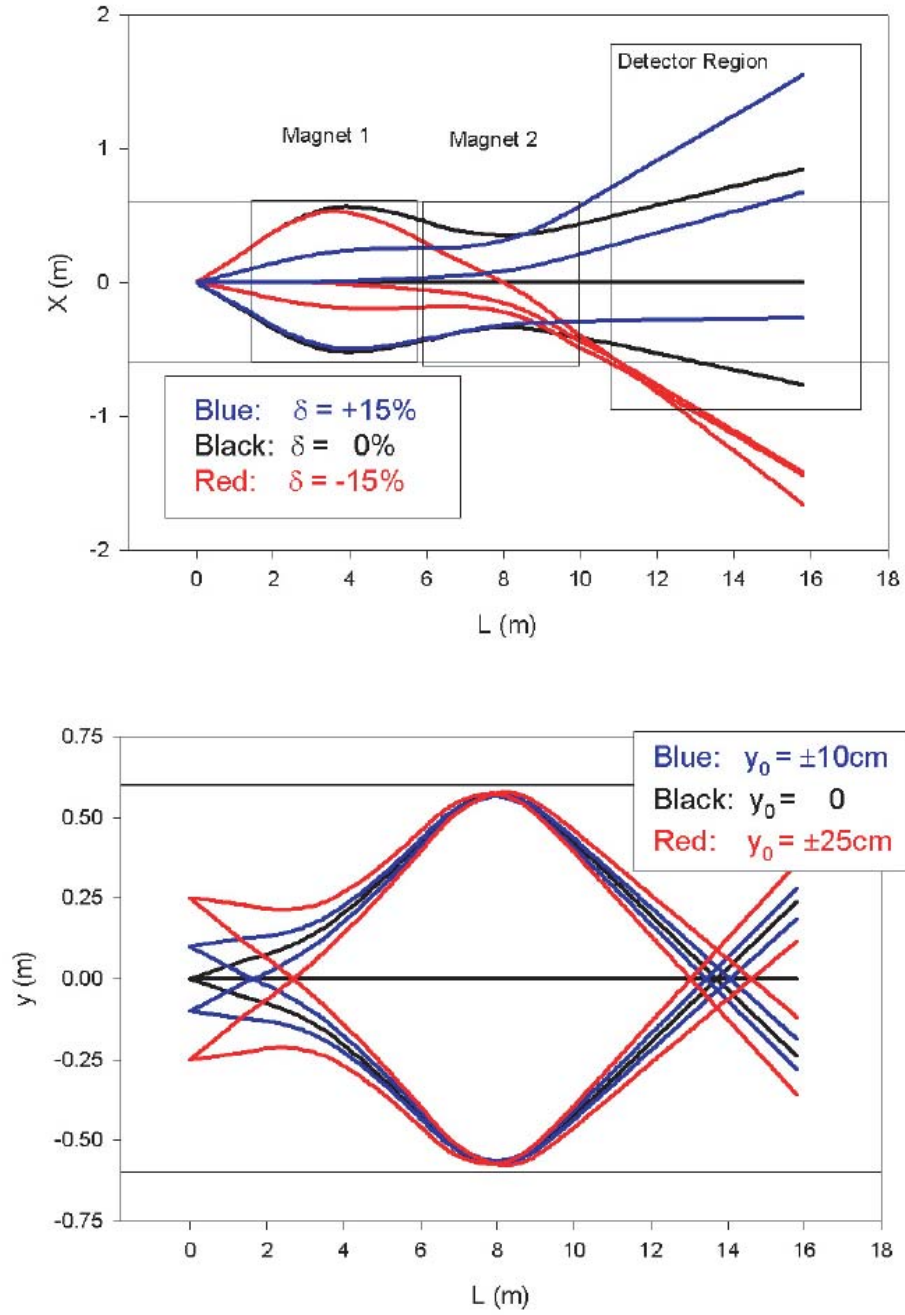 2
1
0
-1
-2
X (m)
Magnet 1
Magnet 2
Detector Region
Blue: δ = +15%
Black: δ = 0%
Red: δ = -15%
0 2 4 6 8 10 12 14 16 18
L (m)
0.75
0.50
0.25
0.00
-0.25
-0.50
-0.75
y (m)
Blue: y₀ = ±10cm
Black: y₀ = 0
Red: y₀ = ±25cm
0 2 4 6 8 10 12 14 16 18
L (m)